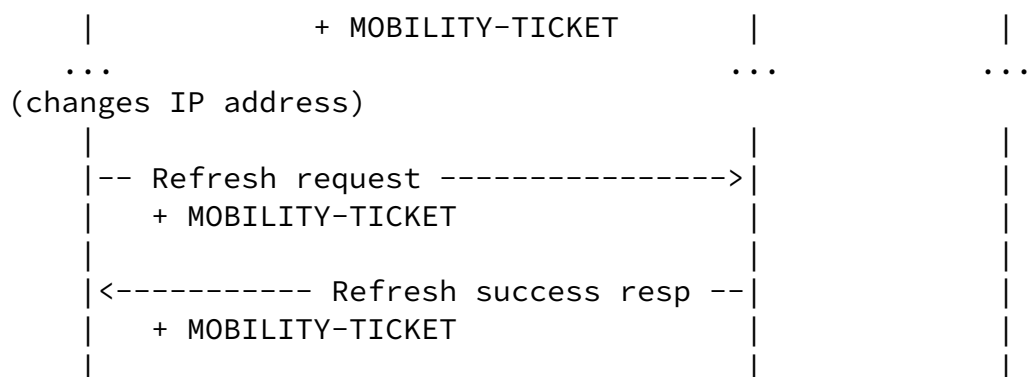 |            + MOBILITY-TICKET       |             |
...                                  ...           ...
(changes IP address)
|                                    |             |
|-- Refresh request ---------------->|             |
|   + MOBILITY-TICKET                |             |
|                                    |             |
|<----------- Refresh success resp --|             |
|   + MOBILITY-TICKET                |             |
|                                    |             |